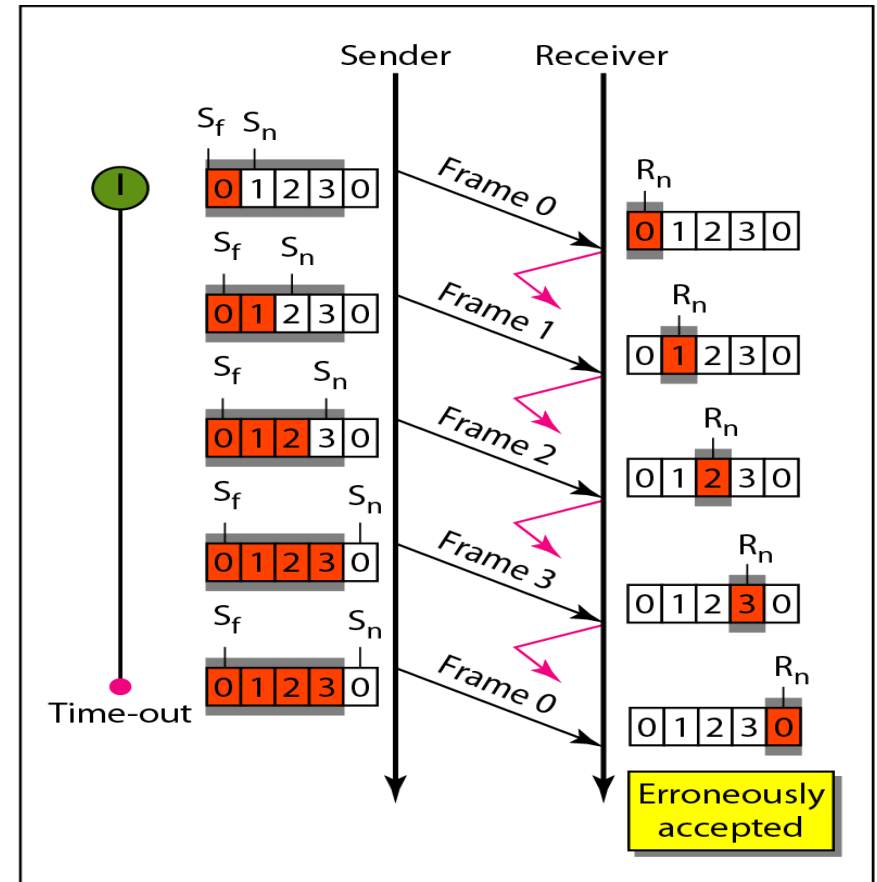 Sender Receiver
Sf Sn
I
0 1 2 3 0
Frame 0
Rn
0 1 2 3 0
Sf Sn
0 1 2 3 0
Frame 1
Rn
0 1 2 3 0
Sf Sn
0 1 2 3 0
Frame 2
Rn
0 1 2 3 0
Sf Sn
0 1 2 3 0
Frame 3
Rn
0 1 2 3 0
Sf Sn
0 1 2 3 0
Frame 0
Rn
0 1 2 3 0
Time-out
Erroneously
accepted